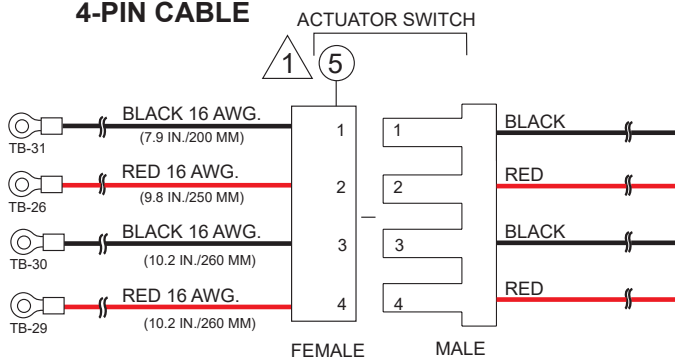 4-PIN CABLE
ACTUATOR SWITCH
1
5
BLACK 16 AWG.
(7.9 IN./200 MM)
TB-31
1
1
BLACK
RED 16 AWG.
(9.8 IN./250 MM)
TB-26
2
2
RED
BLACK 16 AWG.
(10.2 IN./260 MM)
TB-30
3
3
BLACK
RED 16 AWG.
(10.2 IN./260 MM)
TB-29
4
4
RED
FEMALE
MALE